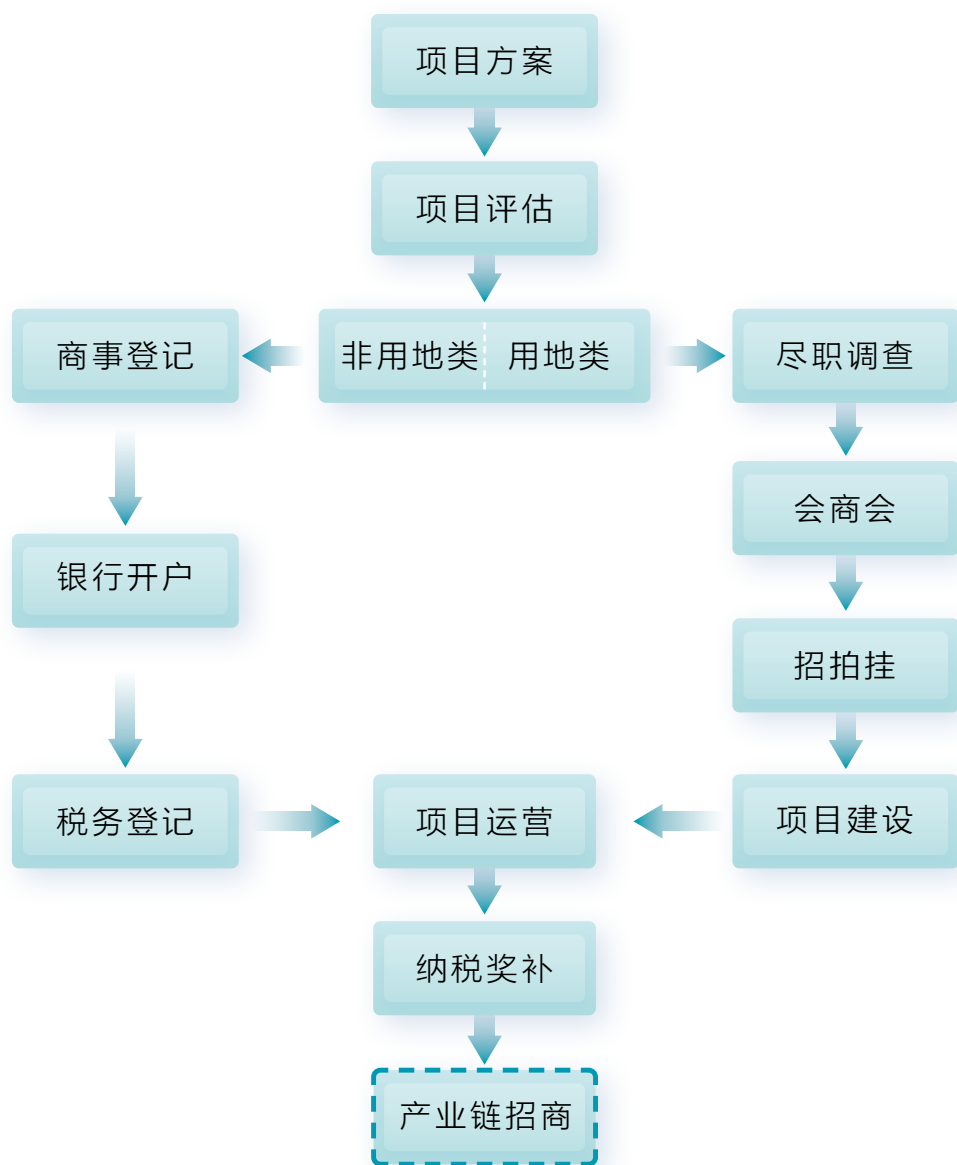 项目方案
项目评估
商事登记
非用地类
用地类
尽职调查
会商会
银行开户
招拍挂
税务登记
项目运营
项目建设
纳税奖补
产业链招商